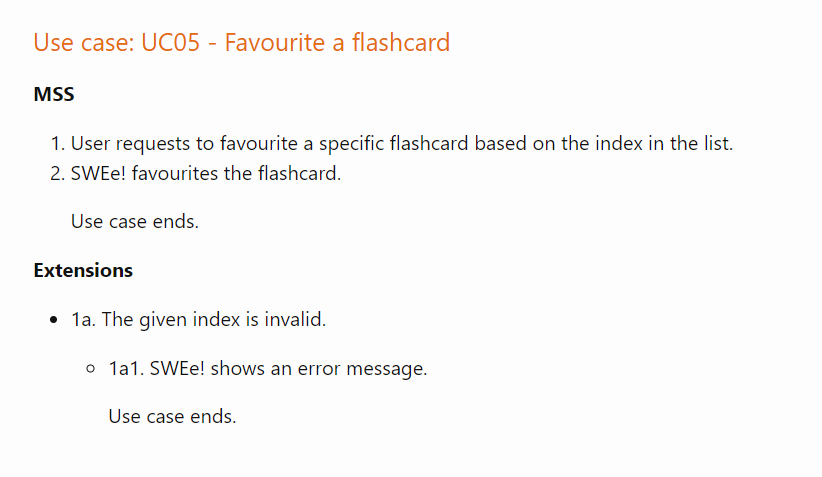 Use case: UC05 - Favourite a flashcard
MSS
1. User requests to favourite a specific flashcard based on the index in the list.
2. SWEe! favourites the flashcard.
Use case ends.
Extensions
• 1a. The given index is invalid.
◦ 1a1. SWEe! shows an error message.
Use case ends.